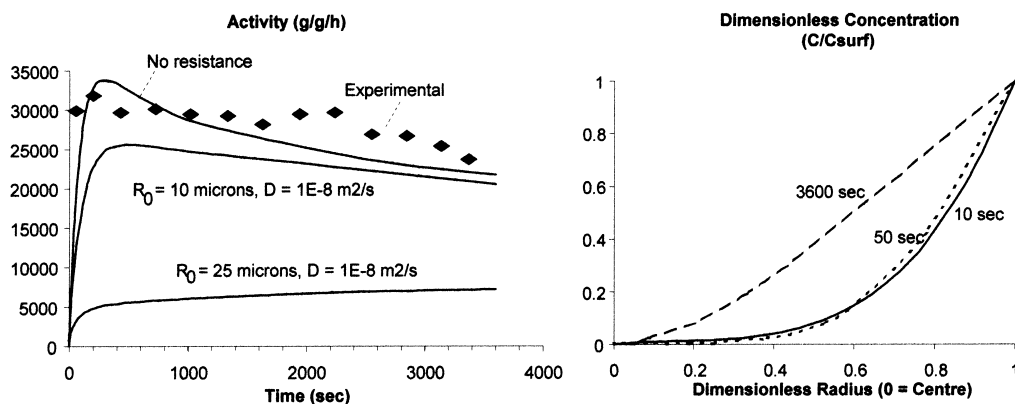 Activity (g/g/h)
35000
30000
25000
20000
15000
10000
5000
0
No resistance
Experimental
R0 = 10 microns, D = 1E-8 m2/s
R0 = 25 microns, D = 1E-8 m2/s
0 1000 2000 3000 4000
Time (sec)
Dimensionless Concentration
(C/Csurf)
1
0.8
0.6
0.4
0.2
0
3600 sec
50 sec
10 sec
0 0.2 0.4 0.6 0.8 1
Dimensionless Radius (0 = Centre)